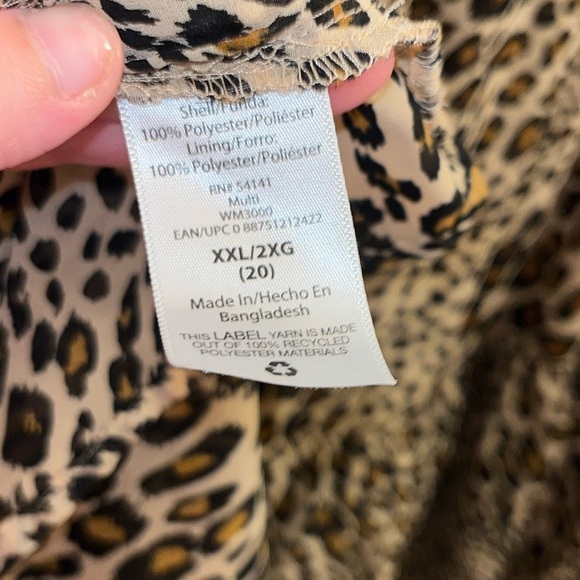 Shell/Funda:
100% Polyester/Poliéster
Lining/Forro:
100% Polyester/Poliéster
RN# 54141
Multi
WM3000
EAN/UPC 0 88751212422
XXL/2XG
(20)
Made In/Hecho En
Bangladesh
THIS LABEL YARN IS MADE
OUT OF 100% RECYCLED
POLYESTER MATERIALS